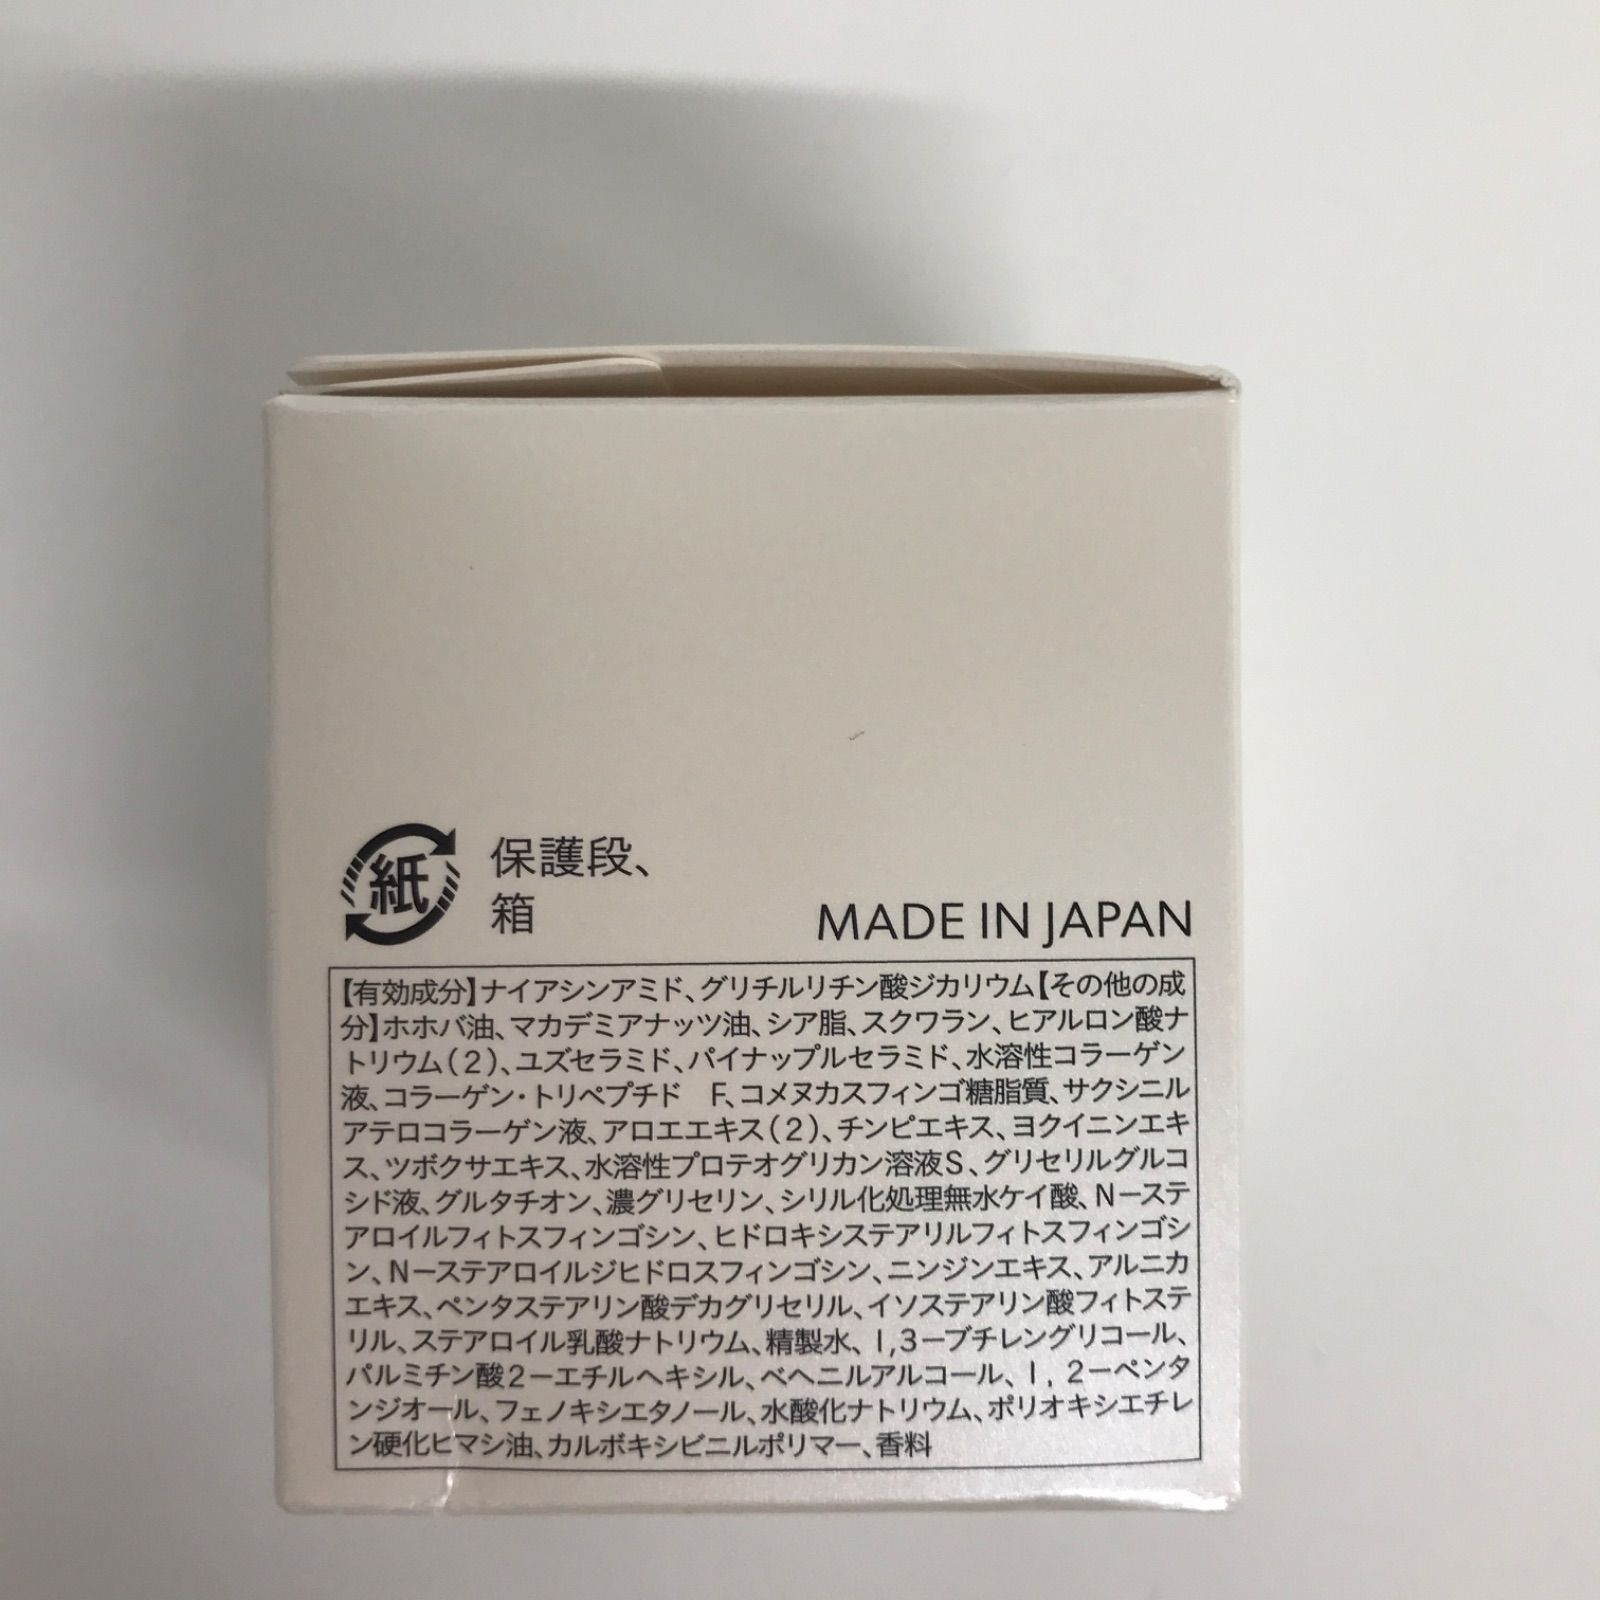 紙
保護段、
箱
MADE IN JAPAN
【有効成分】ナイアシンアミド、グリチルリチン酸ジカリウム【その他の成
分】ホホバ油、マカデミアナッツ油、シア脂、スクワラン、ヒアルロン酸ナ
トリウム(2)、ユズセラミド、パイナップルセラミド、水溶性コラーゲン
液、コラーゲン・トリペプチド　F、コメヌカスフィンゴ糖脂質、サクシニル
アテロコラーゲン液、アロエエキス(2)、チンピエキス、ヨクイニンエキ
ス、ツボクサエキス、水溶性プロテオグリカン溶液S、グリセリルグルコ
シド液、グルタチオン、濃グリセリン、シリル化処理無水ケイ酸、N－ステ
アロイルフィトスフィンゴシン、ヒドロキシステアリルフィトスフィンゴシ
ン、N－ステアロイルジヒドロスフィンゴシン、ニンジンエキス、アルニカ
エキス、ペンタステアリン酸デカグリセリル、イソステアリン酸フィトステ
リル、ステアロイル乳酸ナトリウム、精製水、1,3－ブチレングリコール、
パルミチン酸2－エチルヘキシル、ベヘニルアルコール、1, 2－ペンタ
ンジオール、フェノキシエタノール、水酸化ナトリウム、ポリオキシエチレ
ン硬化ヒマシ油、カルボキシビニルポリマー、香料